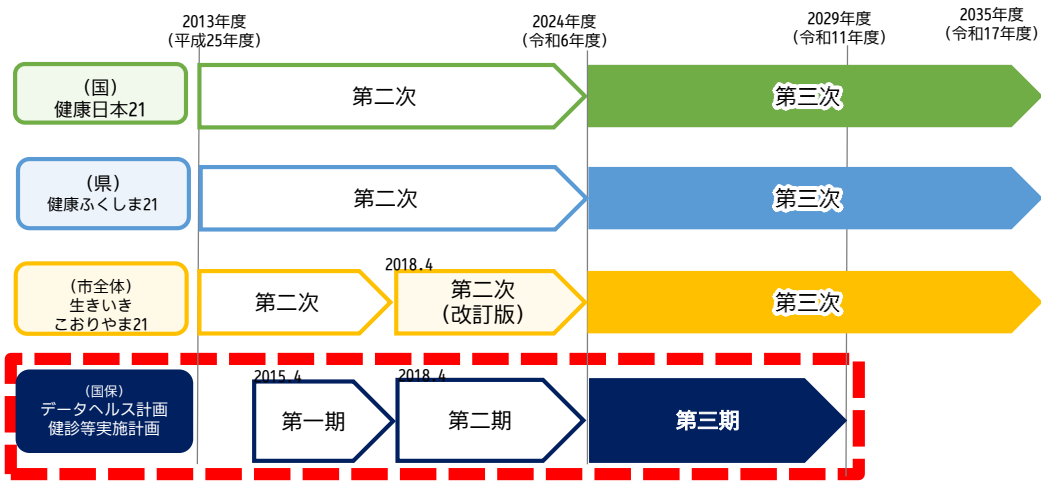 2013年度
(平成25年度)
2024年度
(令和6年度)
2029年度
(令和11年度)
2035年度
(令和17年度)
(国)
健康日本21
第二次
第三次
(県)
健康ふくしま21
第二次
第三次
(市全体)
生きいき
こおりやま21
第二次
2018.4
第二次
(改訂版)
第三次
(国保)
データヘルス計画
健診等実施計画
2015.4
第一期
2018.4
第二期
第三期